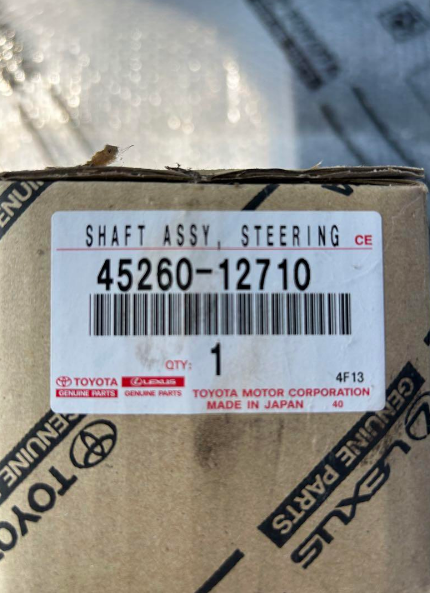 SHAFT ASSY, STEERING CE
45260-12710
QTY: 1
4F13
TOYOTA LEXUS
GENUINE PARTS GENUINE PARTS TOYOTA MOTOR CORPORATION
MADE IN JAPAN 40
GENUINE
TOYOTA
GENUINE
LEXUS
GENUINE PARTS